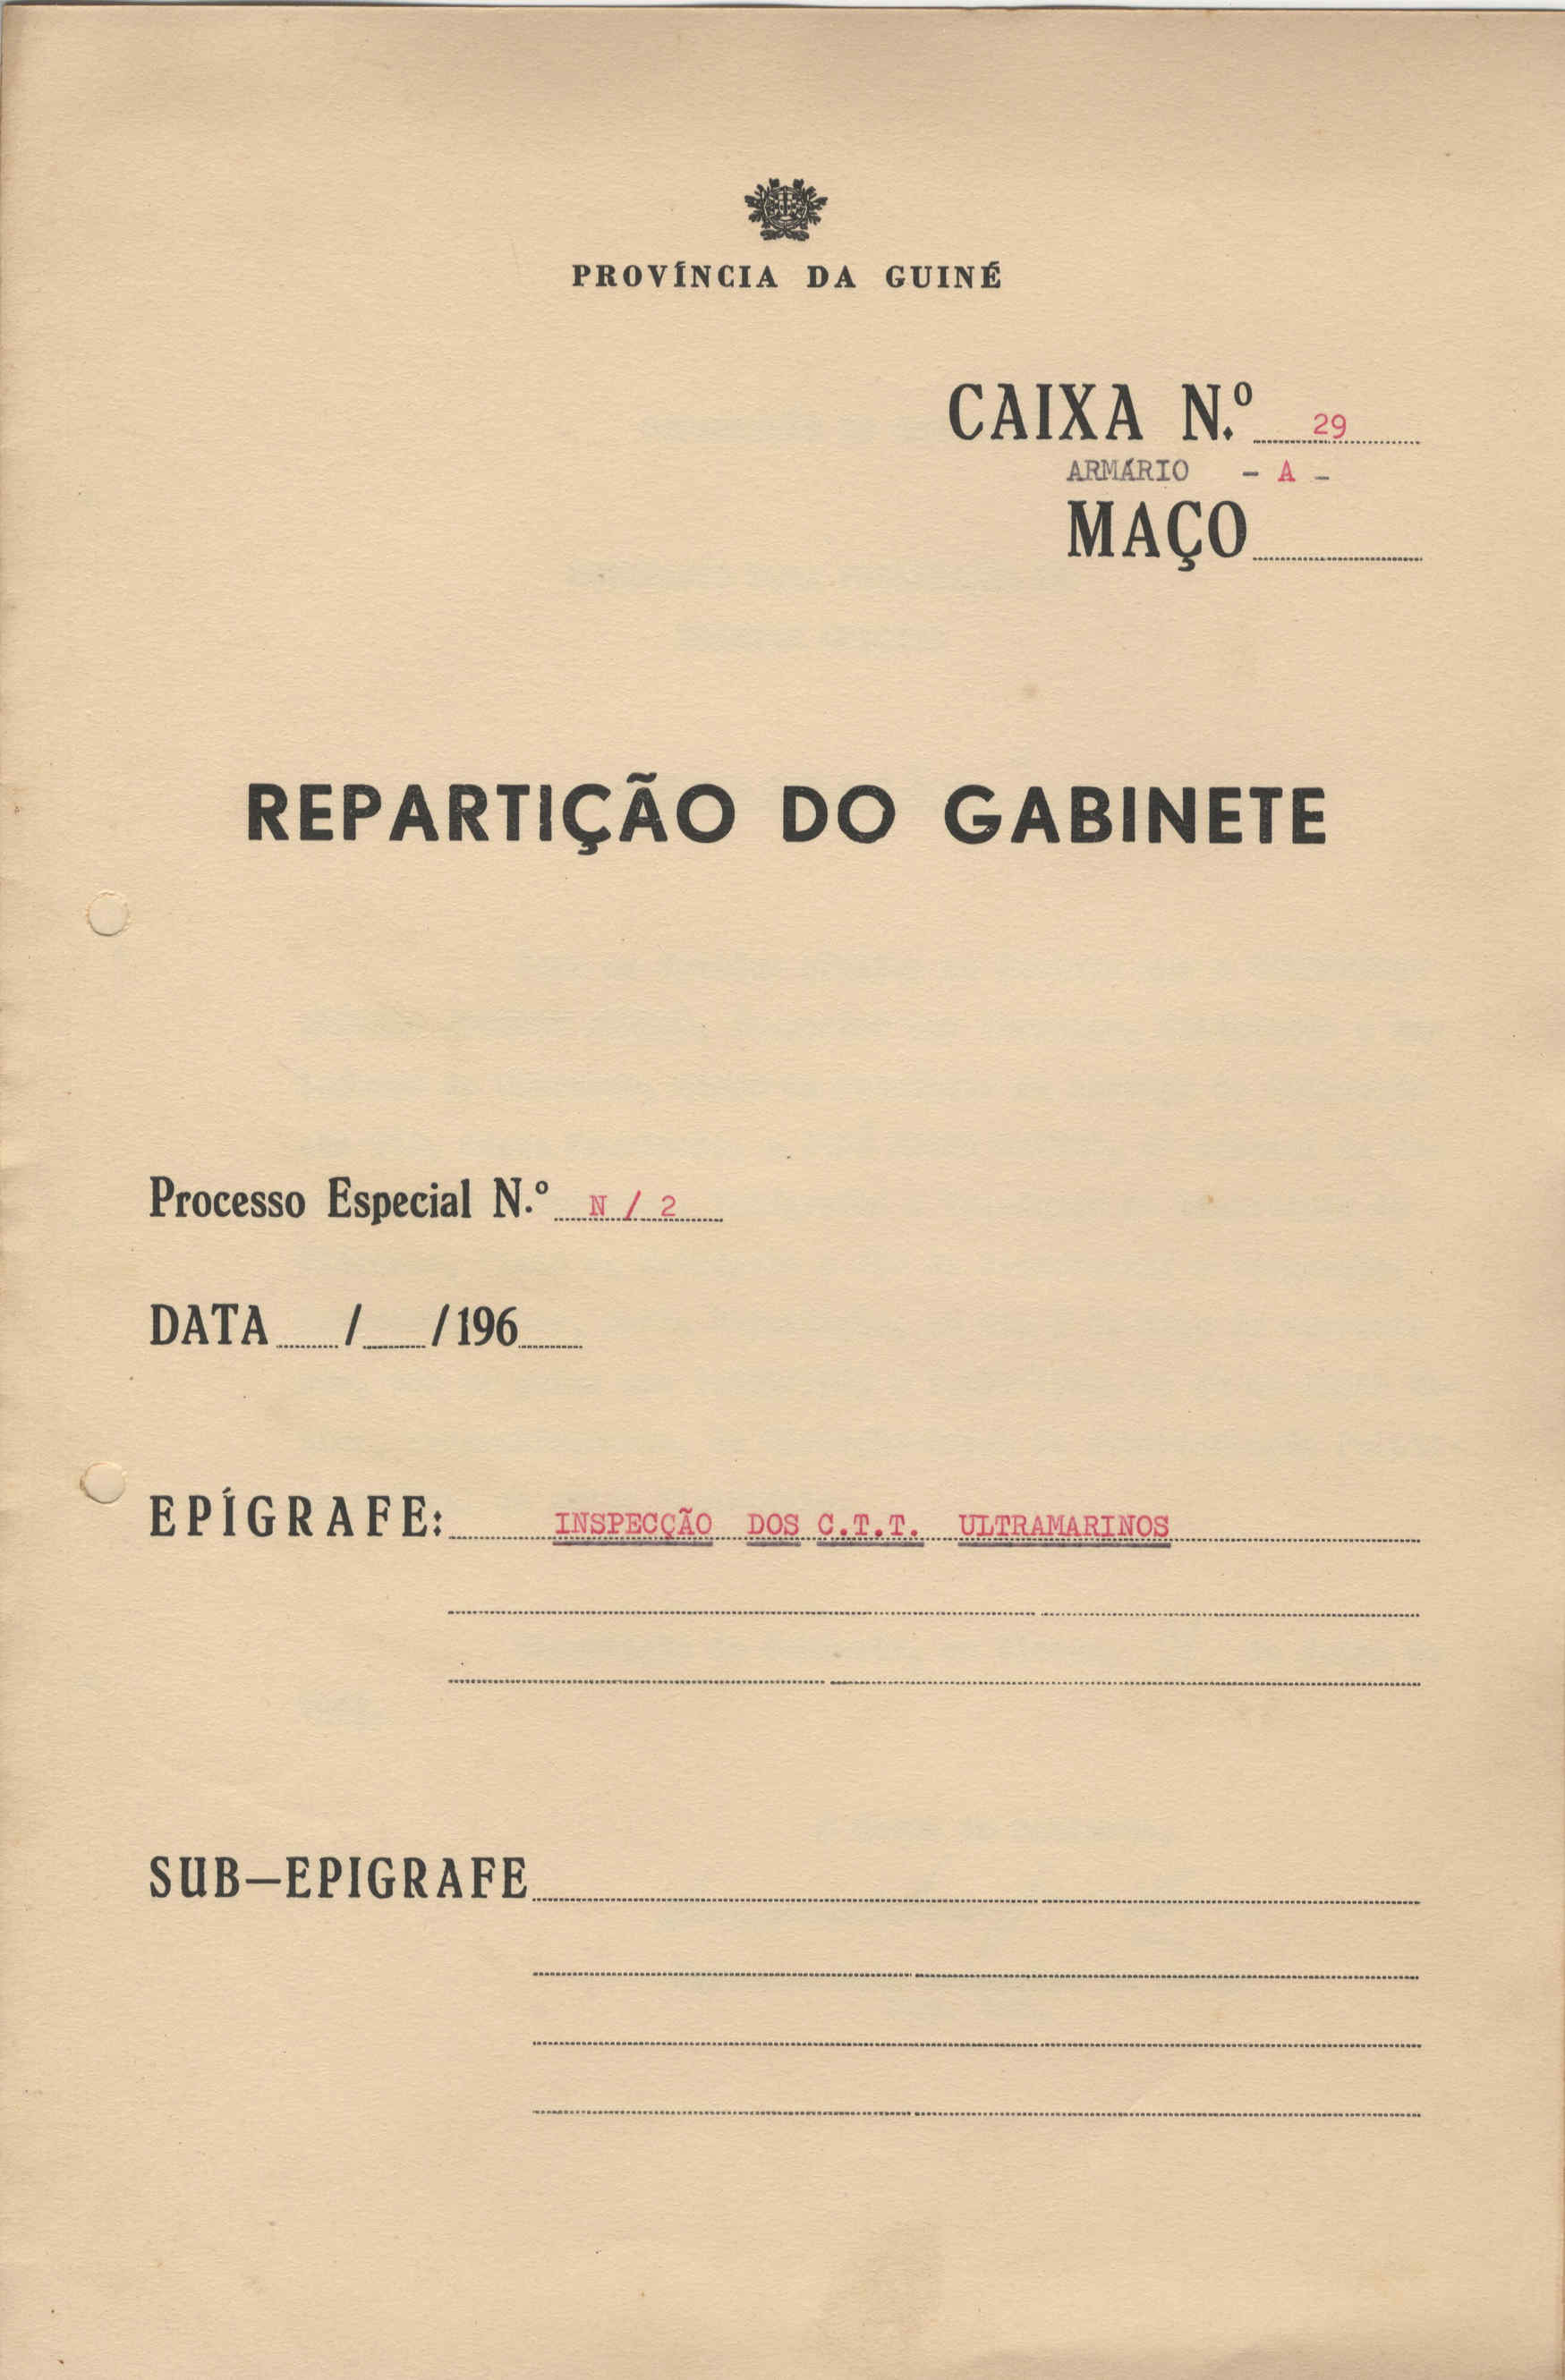 PROVÍNCIA DA GUINÉ
CAIXA N.º 29
ARMÁRIO - A -
MAÇO
REPARTIÇÃO DO GABINETE
Processo Especial N.º N / 2
DATA / /196
EPÍGRAFE: INSPECÇÃO DOS C.T.T. ULTRAMARINOS
SUB—EPIGRAFE